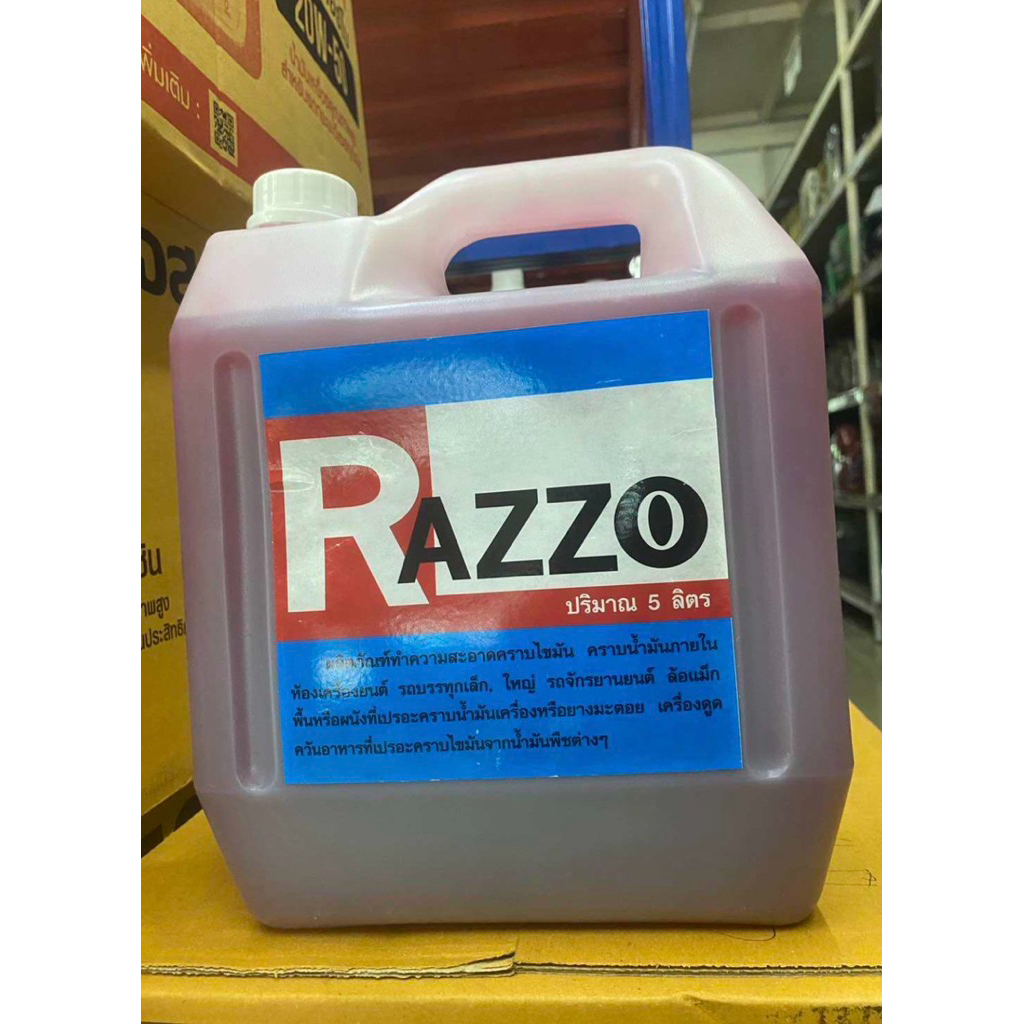 20W-50
พิ่มเติม :
RAZZO
ปริมาณ 5 ลิตร
ผลิตภัณฑ์ทำความสะอาดคราบไขมัน คราบน้ำมันภายใน
ห้องเครื่องยนต์ รถบรรทุกเล็ก, ใหญ่ รถจักรยานยนต์ ล้อแม็ก
พื้นหรือผนังที่เปรอะคราบน้ำมันเครื่องหรือยางมะตอย เครื่องดูด
ควันอาหารที่เปรอะคราบไขมันจากน้ำมันพืชต่างๆ